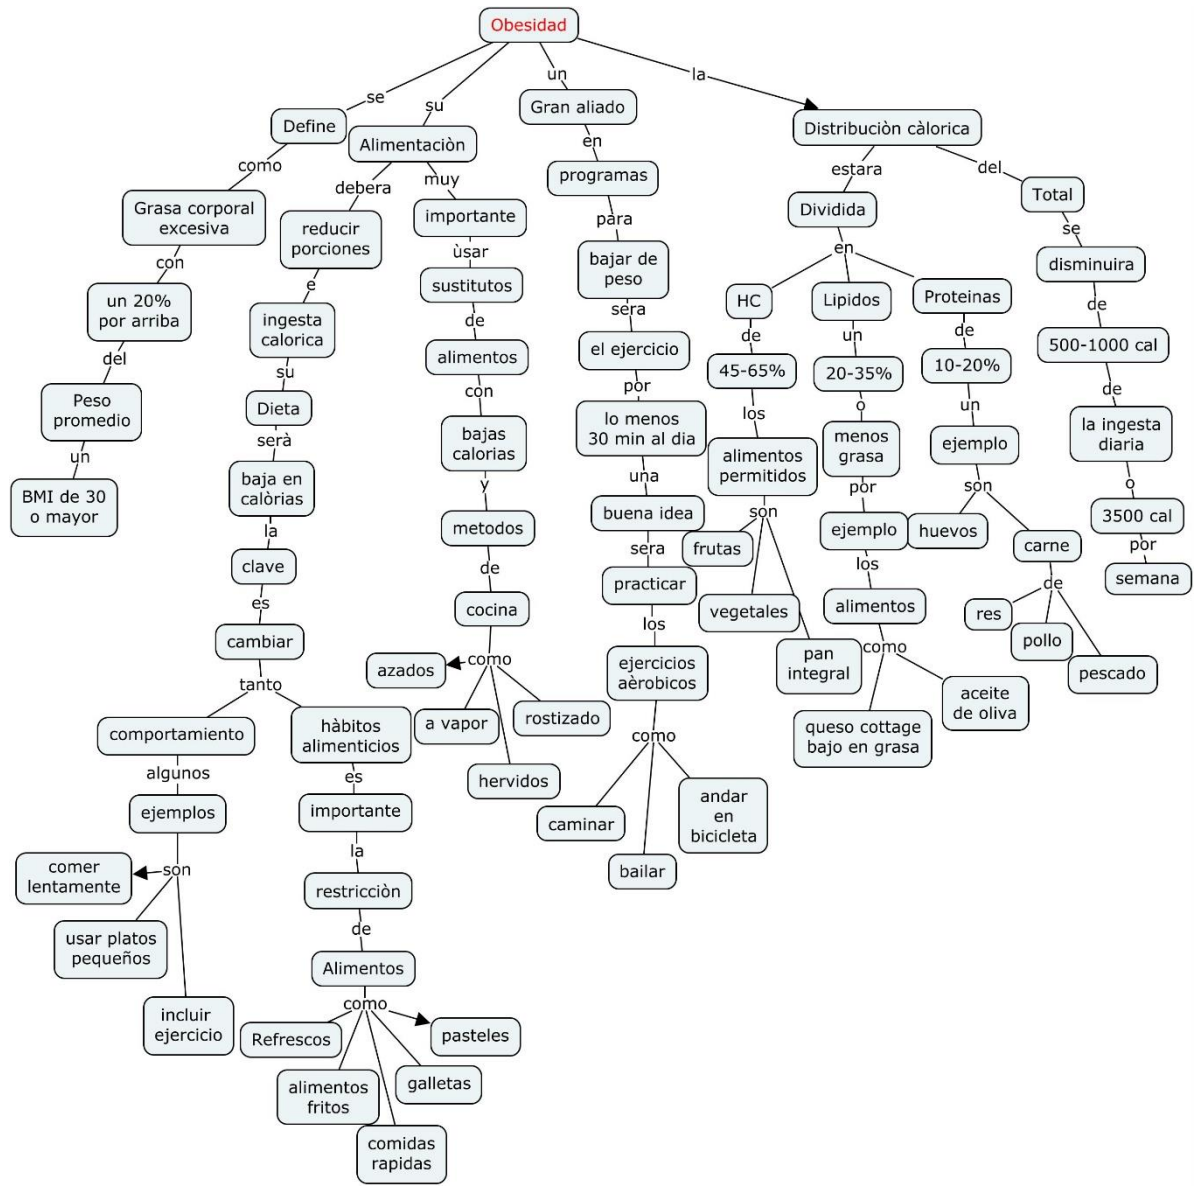 Obesidad
se
su
un
la
Define
como
Grasa corporal
excesiva
con
un 20%
por arriba
del
Peso
promedio
un
BMI de 30
o mayor
Alimentaciòn
debera
muy
reducir
porciones
e
ingesta
calorica
su
Dieta
serà
baja en
calòrias
la
clave
es
cambiar
tanto
comportamiento
algunos
ejemplos
son
comer
lentamente
usar platos
pequeños
incluir
ejercicio
hàbitos
alimenticios
es
importante
la
restricciòn
de
Alimentos
como
Refrescos
alimentos
fritos
comidas
rapidas
galletas
pasteles
importante
ùsar
sustitutos
de
alimentos
con
bajas
calorias
y
metodos
de
cocina
como
azados
a vapor
hervidos
rostizado
Gran aliado
en
programas
para
bajar de
peso
sera
el ejercicio
por
lo menos
30 min al dia
una
buena idea
sera
practicar
los
ejercicios
aèrobicos
como
caminar
bailar
andar
en
bicicleta
Distribuciòn càlorica
estara
del
Dividida
en
HC
de
45-65%
los
alimentos
permitidos
son
frutas
vegetales
pan
integral
Lipidos
un
20-35%
o
menos
grasa
por
ejemplo
los
alimentos
como
queso cottage
bajo en grasa
aceite
de oliva
Proteinas
de
10-20%
un
ejemplo
son
huevos
carne
de
res
pollo
pescado
Total
se
disminuira
de
500-1000 cal
de
la ingesta
diaria
o
3500 cal
por
semana